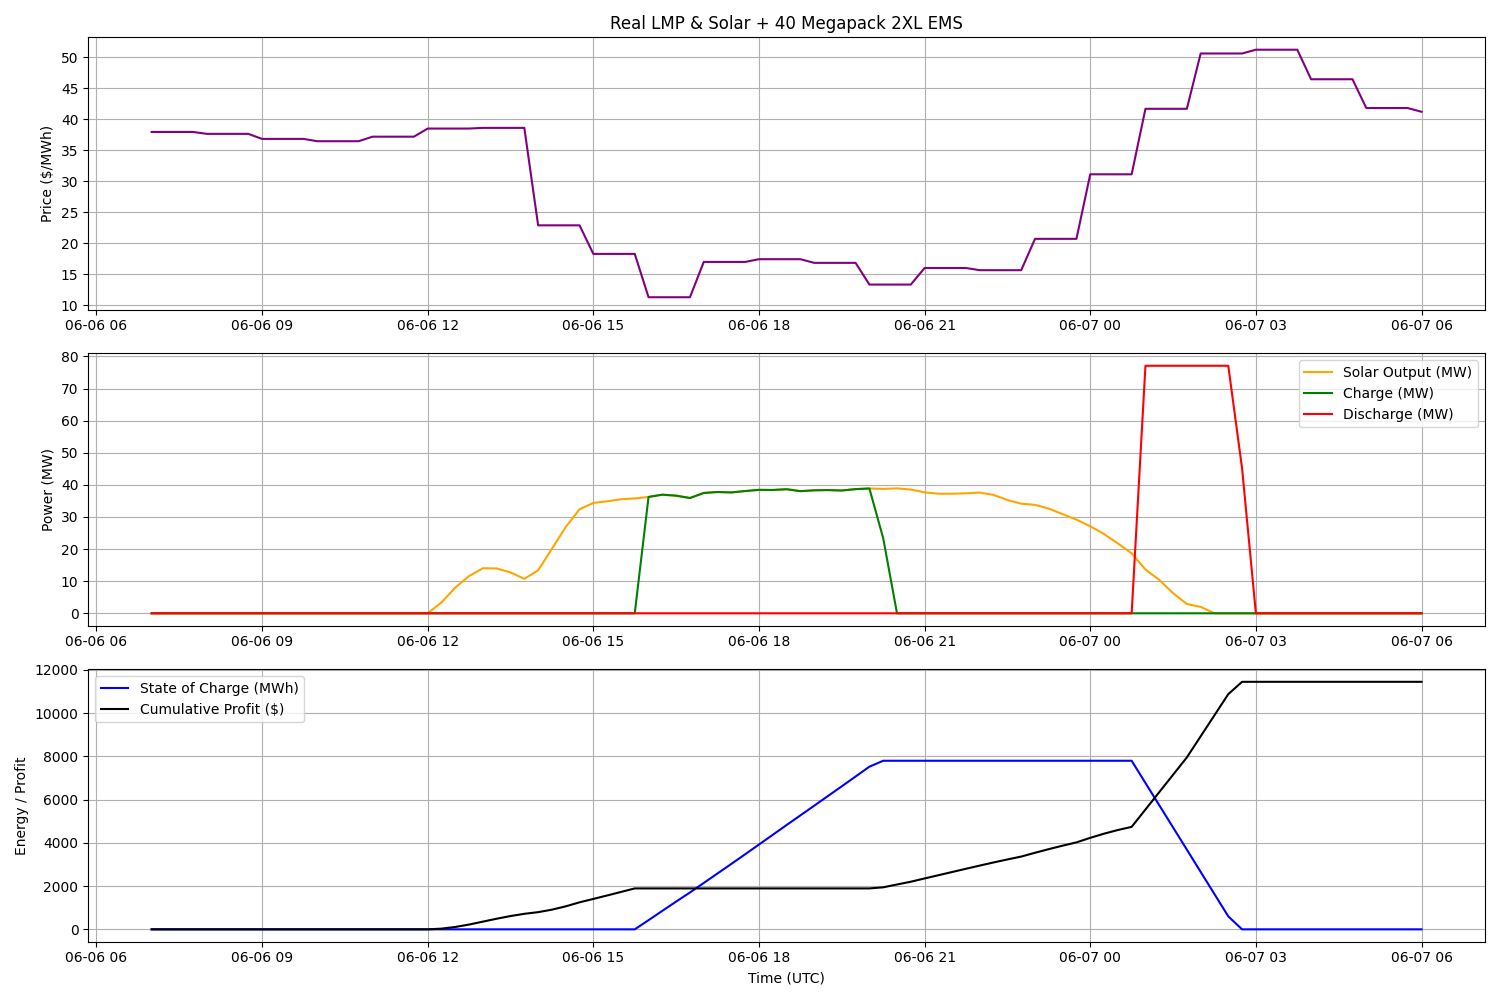 Real LMP & Solar + 40 Megapack 2XL EMS
Price ($/MWh)
50
45
40
35
30
25
20
15
10
06-06 06 06-06 09 06-06 12 06-06 15 06-06 18 06-06 21 06-07 00 06-07 03 06-07 06
Power (MW)
80
70
60
50
40
30
20
10
0
Solar Output (MW)
Charge (MW)
Discharge (MW)
06-06 06 06-06 09 06-06 12 06-06 15 06-06 18 06-06 21 06-07 00 06-07 03 06-07 06
Energy / Profit
12000
10000
8000
6000
4000
2000
0
State of Charge (MWh)
Cumulative Profit ($)
06-06 06 06-06 09 06-06 12 06-06 15 06-06 18 06-06 21 06-07 00 06-07 03 06-07 06
Time (UTC)